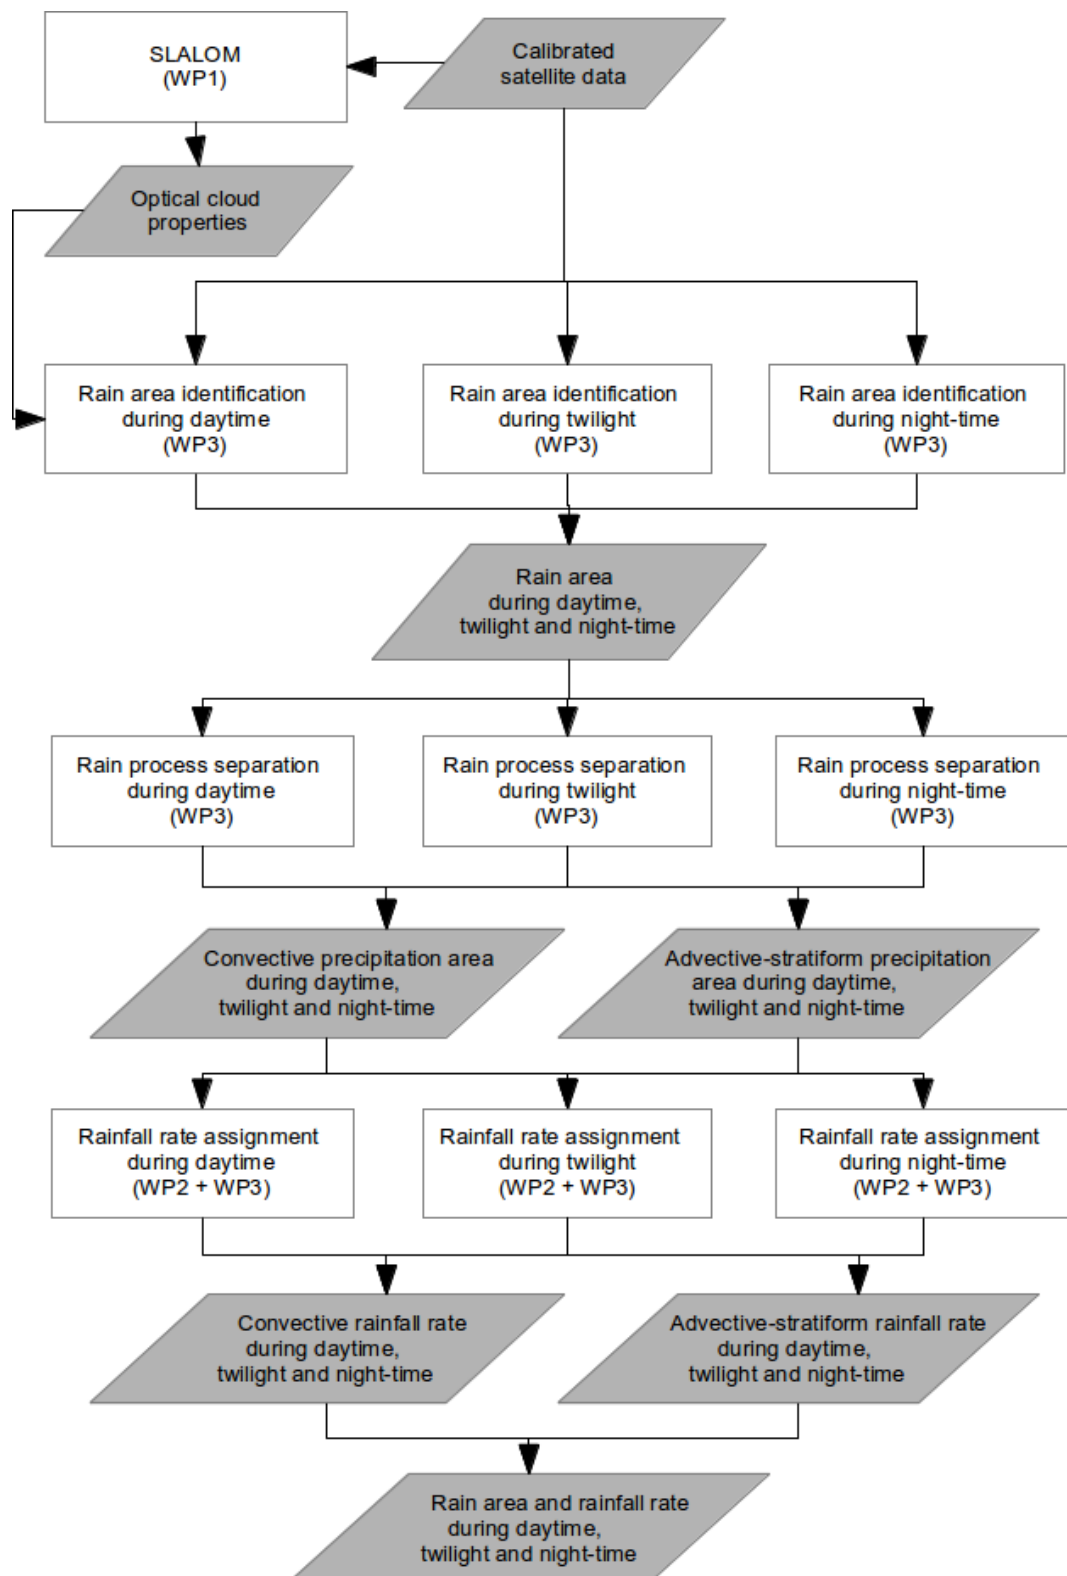 SLALOM
(WP1)
Calibrated
satellite data
Optical cloud
properties
Rain area identification
during daytime
(WP3)
Rain area identification
during twilight
(WP3)
Rain area identification
during night-time
(WP3)
Rain area
during daytime,
twilight and night-time
Rain process separation
during daytime
(WP3)
Rain process separation
during twilight
(WP3)
Rain process separation
during night-time
(WP3)
Convective precipitation area
during daytime,
twilight and night-time
Advective-stratiform precipitation
area during daytime,
twilight and night-time
Rainfall rate assignment
during daytime
(WP2 + WP3)
Rainfall rate assignment
during twilight
(WP2 + WP3)
Rainfall rate assignment
during night-time
(WP2 + WP3)
Convective rainfall rate
during daytime,
twilight and night-time
Advective-stratiform rainfall rate
during daytime,
twilight and night-time
Rain area and rainfall rate
during daytime,
twilight and night-time